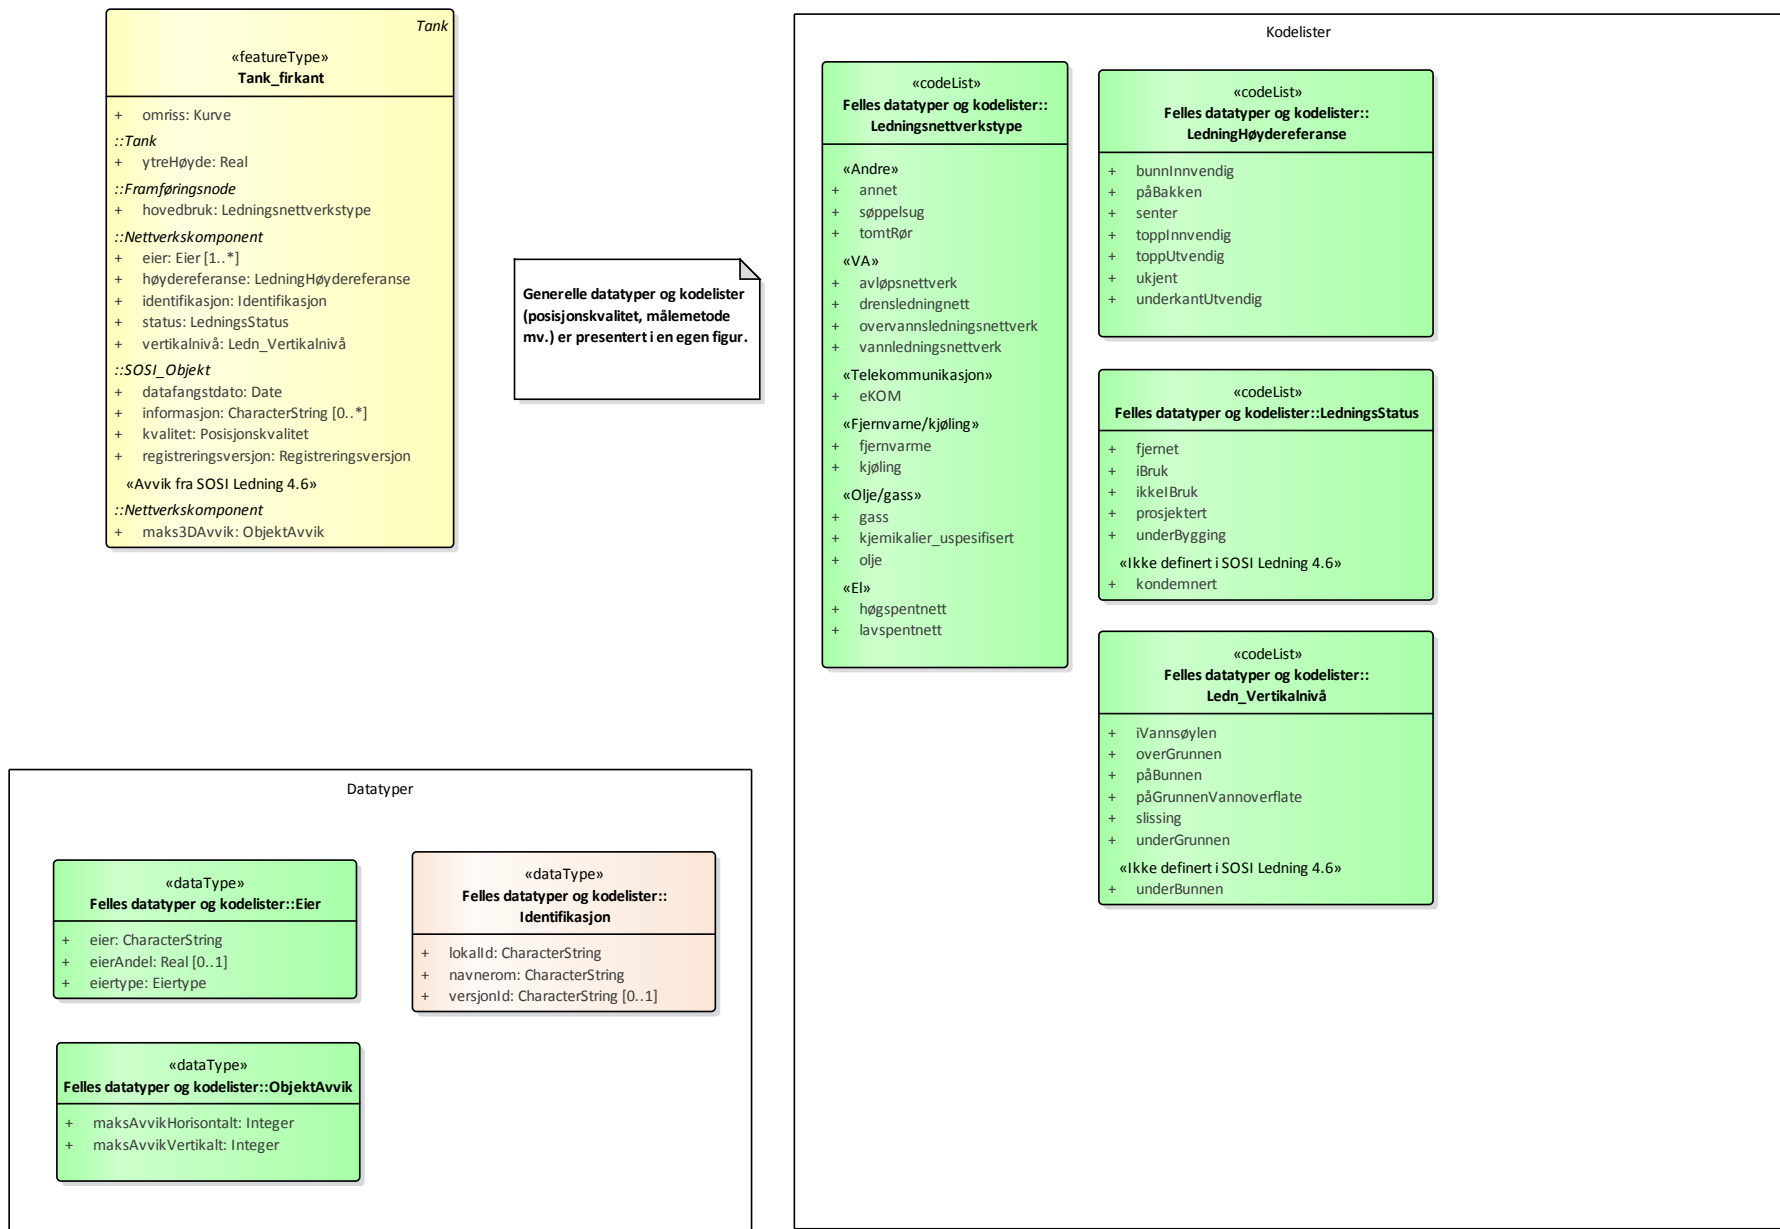 Tank
«featureType»
Tank_firkant
+ omriss: Kurve
::Tank
+ ytreHøyde: Real
::Framføringsnode
+ hovedbruk: Ledningsnettverkstype
::Nettverkskomponent
+ eier: Eier [1..*]
+ høydereferanse: LedningHøydereferanse
+ identifikasjon: Identifikasjon
+ status: LedningsStatus
+ vertikalnivå: Ledn_Vertikalnivå
::SOSI_Objekt
+ datafangstdato: Date
+ informasjon: CharacterString [0..*]
+ kvalitet: Posisjonskvalitet
+ registreringsversjon: Registreringsversjon
«Avvik fra SOSI Ledning 4.6»
::Nettverkskomponent
+ maks3DAvvik: ObjektAvvik
Generelle datatyper og kodelister
(posisjonskvalitet, målemetode
mv.) er presentert i en egen figur.
Kodelister
«codeList»
Felles datatyper og kodelister::
Ledningsnettverkstype
«Andre»
+ annet
+ søppelsug
+ tomtRør
«VA»
+ avløpsnettverk
+ drensledningnett
+ overvannsledningsnettverk
+ vannledningsnettverk
«Telekommunikasjon»
+ eKOM
«Fjernvarne/kjøling»
+ fjernvarme
+ kjøling
«Olje/gass»
+ gass
+ kjemikalier_uspesifisert
+ olje
«El»
+ høgspentnett
+ lavspentnett
«codeList»
Felles datatyper og kodelister::
LedningHøydereferanse
+ bunnInnvendig
+ påBakken
+ senter
+ toppInnvendig
+ toppUtvendig
+ ukjent
+ underkantUtvendig
«codeList»
Felles datatyper og kodelister::LedningsStatus
+ fjernet
+ iBruk
+ ikkeIBruk
+ prosjektert
+ underBygging
«Ikke definert i SOSI Ledning 4.6»
+ kondemnert
«codeList»
Felles datatyper og kodelister::
Ledn_Vertikalnivå
+ iVannsøylen
+ overGrunnen
+ påBunnen
+ påGrunnenVannoverflate
+ slissing
+ underGrunnen
«Ikke definert i SOSI Ledning 4.6»
+ underBunnen
Datatyper
«dataType»
Felles datatyper og kodelister::Eier
+ eier: CharacterString
+ eierAndel: Real [0..1]
+ eiertype: Eiertype
«dataType»
Felles datatyper og kodelister::
Identifikasjon
+ lokalId: CharacterString
+ navnerom: CharacterString
+ versjonId: CharacterString [0..1]
«dataType»
Felles datatyper og kodelister::ObjektAvvik
+ maksAvvikHorisontalt: Integer
+ maksAvvikVertikalt: Integer